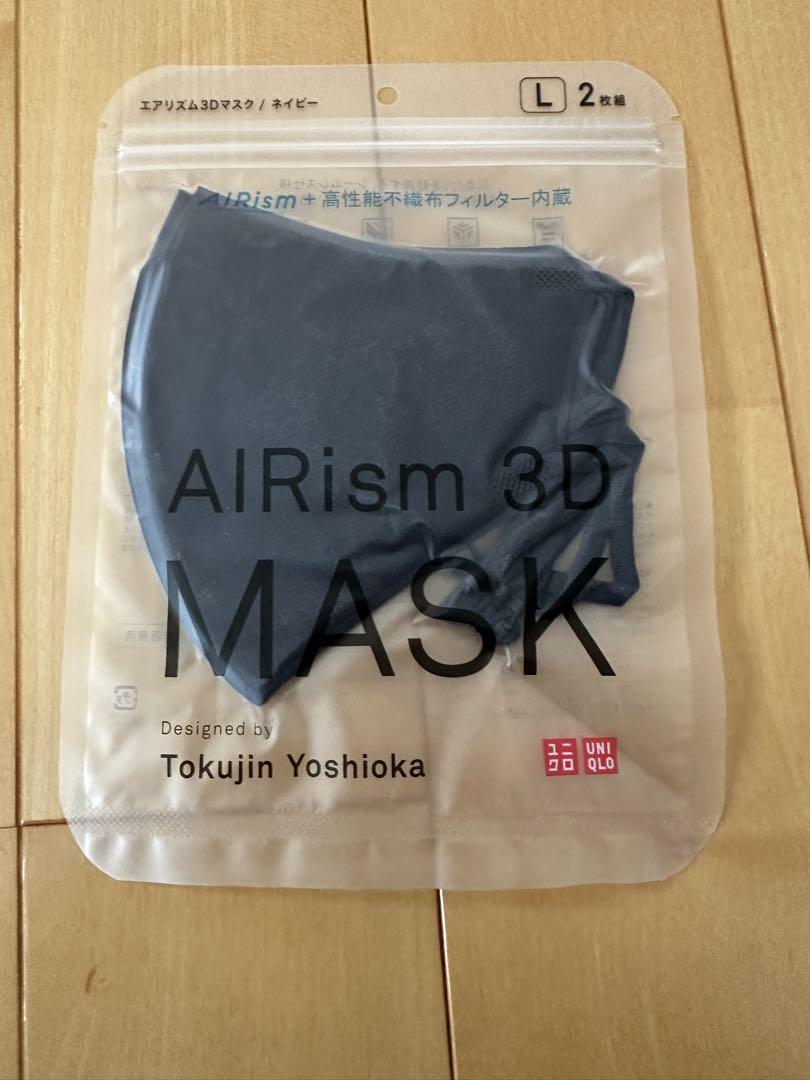 エアリズム3Dマスク / ネイビー
L 2枚組
AIRism+高性能不織布フィルター内蔵
AIRism 3D
MASK
Designed by
Tokujin Yoshioka
ユニクロ
UNIQLO